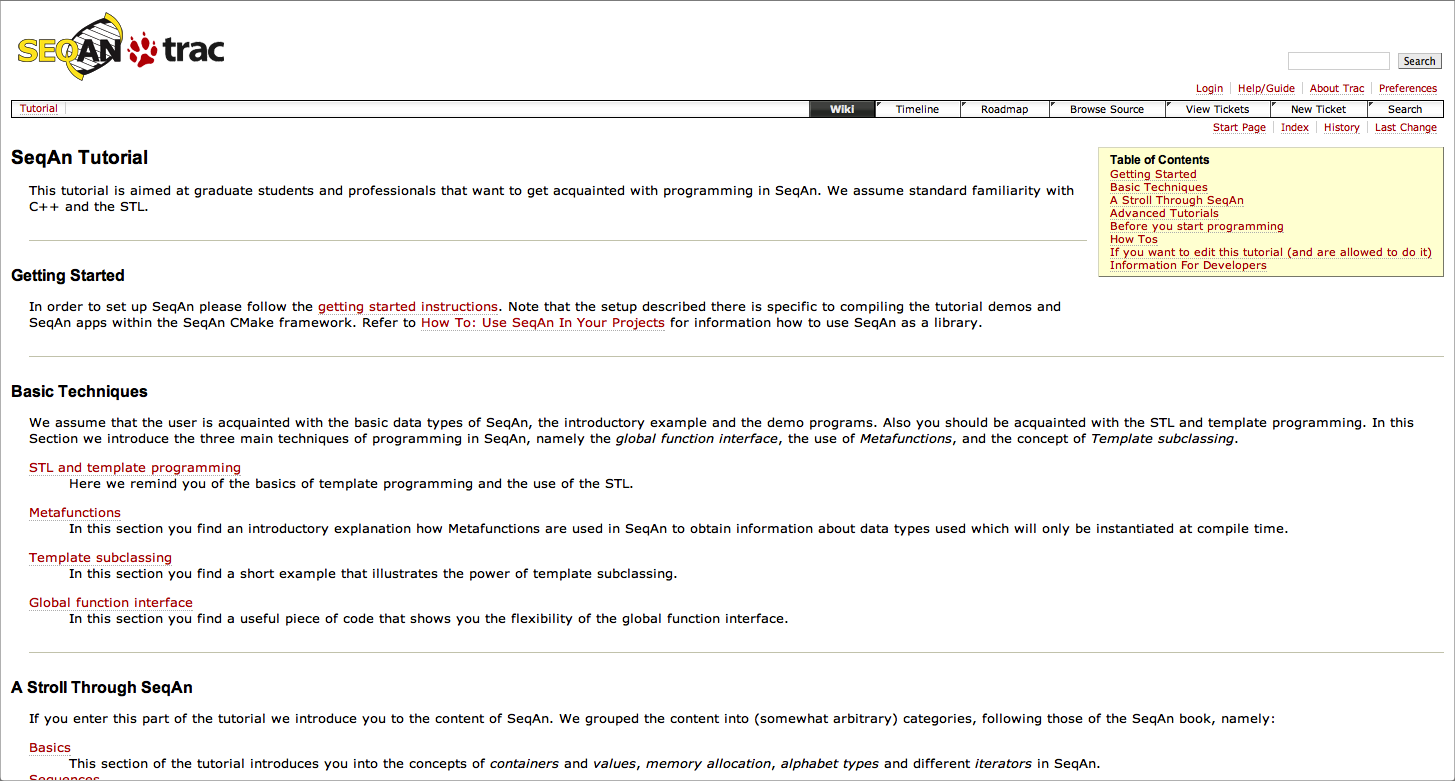 SEQAN trac
Search
Login Help/Guide About Trac Preferences
Tutorial Wiki Timeline Roadmap Browse Source View Tickets New Ticket Search
Start Page Index History Last Change
SeqAn Tutorial
This tutorial is aimed at graduate students and professionals that want to get acquainted with programming in SeqAn. We assume standard familiarity with
C++ and the STL.
Table of Contents
Getting Started
Basic Techniques
A Stroll Through SeqAn
Advanced Tutorials
Before you start programming
How Tos
If you want to edit this tutorial (and are allowed to do it)
Information For Developers
Getting Started
In order to set up SeqAn please follow the getting started instructions. Note that the setup described there is specific to compiling the tutorial demos and
SeqAn apps within the SeqAn CMake framework. Refer to How To: Use SeqAn In Your Projects for information how to use SeqAn as a library.
Basic Techniques
We assume that the user is acquainted with the basic data types of SeqAn, the introductory example and the demo programs. Also you should be acquainted with the STL and template programming. In this
Section we introduce the three main techniques of programming in SeqAn, namely the global function interface, the use of Metafunctions, and the concept of Template subclassing.
STL and template programming
Here we remind you of the basics of template programming and the use of the STL.
Metafunctions
In this section you find an introductory explanation how Metafunctions are used in SeqAn to obtain information about data types used which will only be instantiated at compile time.
Template subclassing
In this section you find a short example that illustrates the power of template subclassing.
Global function interface
In this section you find a useful piece of code that shows you the flexibility of the global function interface.
A Stroll Through SeqAn
If you enter this part of the tutorial we introduce you to the content of SeqAn. We grouped the content into (somewhat arbitrary) categories, following those of the SeqAn book, namely:
Basics
This section of the tutorial introduces you into the concepts of containers and values, memory allocation, alphabet types and different iterators in SeqAn.
Sequences